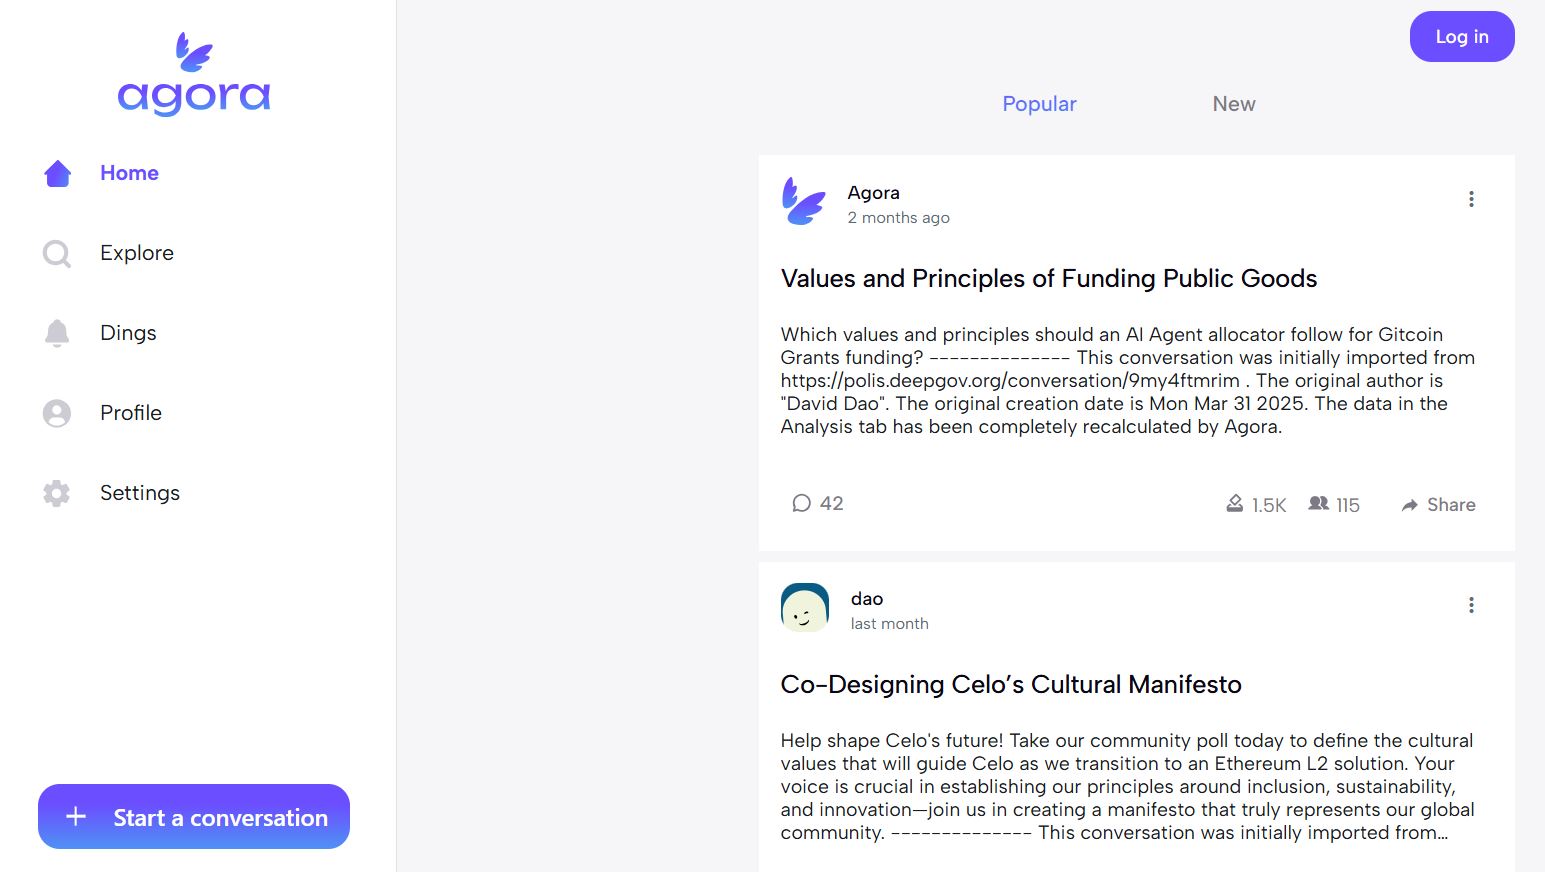 agora
Home
Explore
Dings
Profile
Settings
+ Start a conversation
Log in
Popular
New
Agora
2 months ago
Values and Principles of Funding Public Goods
Which values and principles should an AI Agent allocator follow for Gitcoin
Grants funding? -------------- This conversation was initially imported from
https://polis.deepgov.org/conversation/9my4ftmrim . The original author is
"David Dao". The original creation date is Mon Mar 31 2025. The data in the
Analysis tab has been completely recalculated by Agora.
42
1.5K
115
Share
dao
last month
Co-Designing Celo’s Cultural Manifesto
Help shape Celo's future! Take our community poll today to define the cultural
values that will guide Celo as we transition to an Ethereum L2 solution. Your
voice is crucial in establishing our principles around inclusion, sustainability,
and innovation—join us in creating a manifesto that truly represents our global
community. -------------- This conversation was initially imported from…